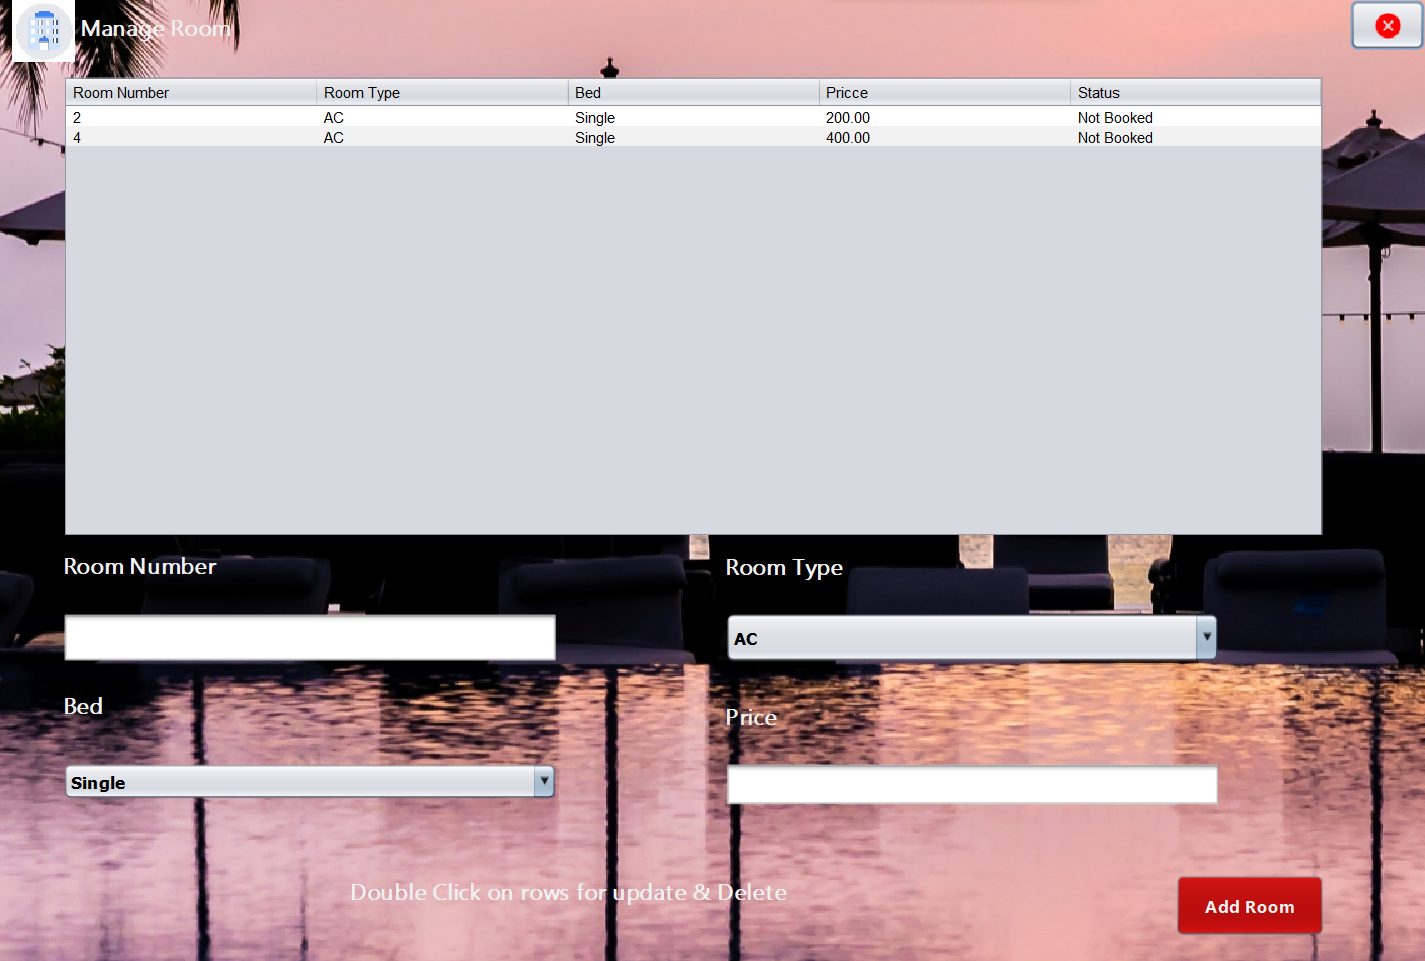 Manage Room
Room Number Room Type Bed Pricce Status
2 AC Single 200.00 Not Booked
4 AC Single 400.00 Not Booked
Room Number Room Type
AC
Bed
Price
Single
Double Click on rows for update & Delete
Add Room